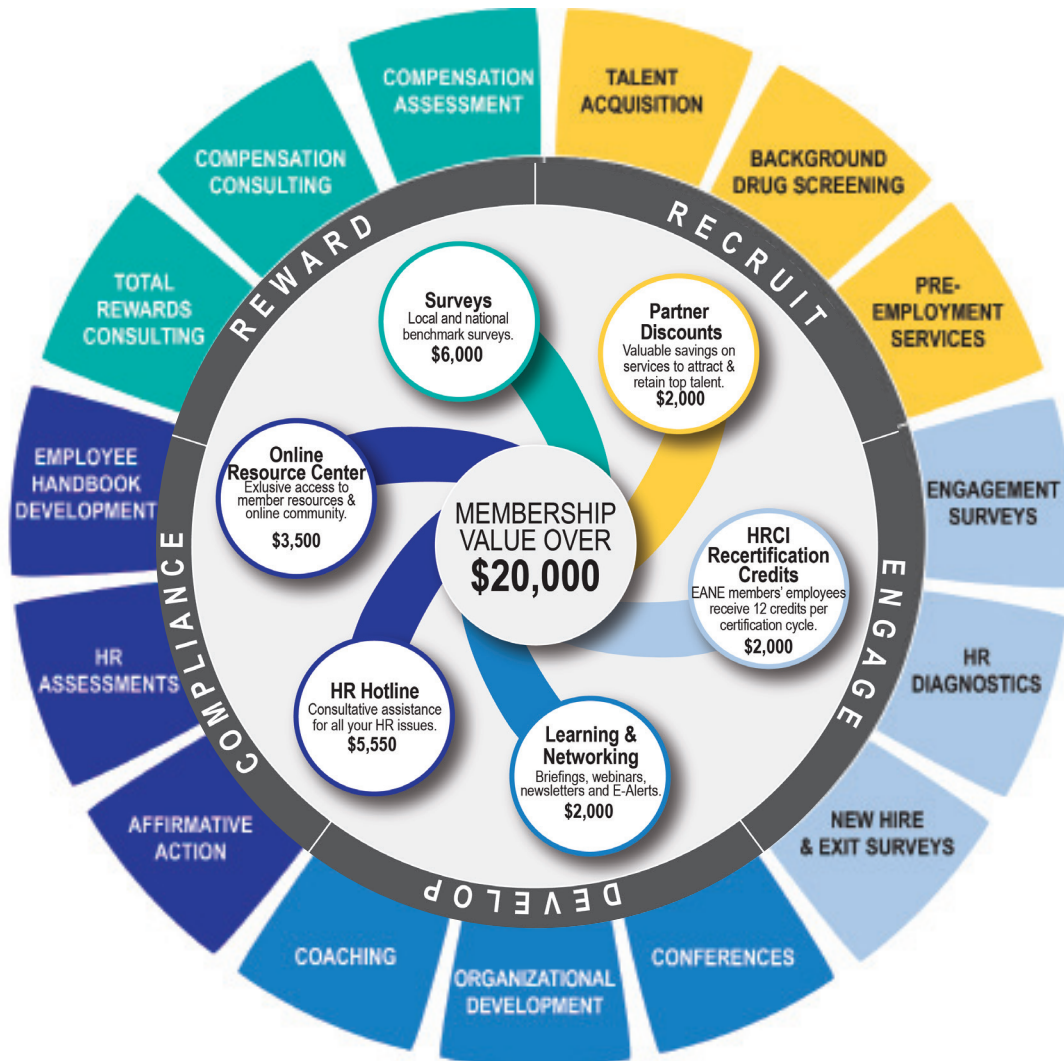 COMPENSATION
ASSESSMENT
TALENT
ACQUISITION
BACKGROUND
DRUG SCREENING
PRE-
EMPLOYMENT
SERVICES
ENGAGEMENT
SURVEYS
HR
DIAGNOSTICS
NEW HIRE
& EXIT SURVEYS
CONFERENCES
ORGANIZATIONAL
DEVELOPMENT
COACHING
AFFIRMATIVE
ACTION
HR
ASSESSMENTS
EMPLOYEE
HANDBOOK
DEVELOPMENT
TOTAL
REWARDS
CONSULTING
COMPENSATION
CONSULTING
REWARD
RECRUIT
ENGAGE
DEVELOP
COMPLIANCE
Surveys
Local and national
benchmark surveys.
$6,000
Partner
Discounts
Valuable savings on
services to attract &
retain top talent.
$2,000
HRCI
Recertification
Credits
EANE members' employees
receive 12 credits per
certification cycle.
$2,000
Learning &
Networking
Briefings, webinars,
newsletters and E-Alerts.
$2,000
HR Hotline
Consultative assistance
for all your HR issues.
$5,550
Online
Resource Center
Exlusive access to
member resources &
online community.
$3,500
MEMBERSHIP
VALUE OVER
$20,000